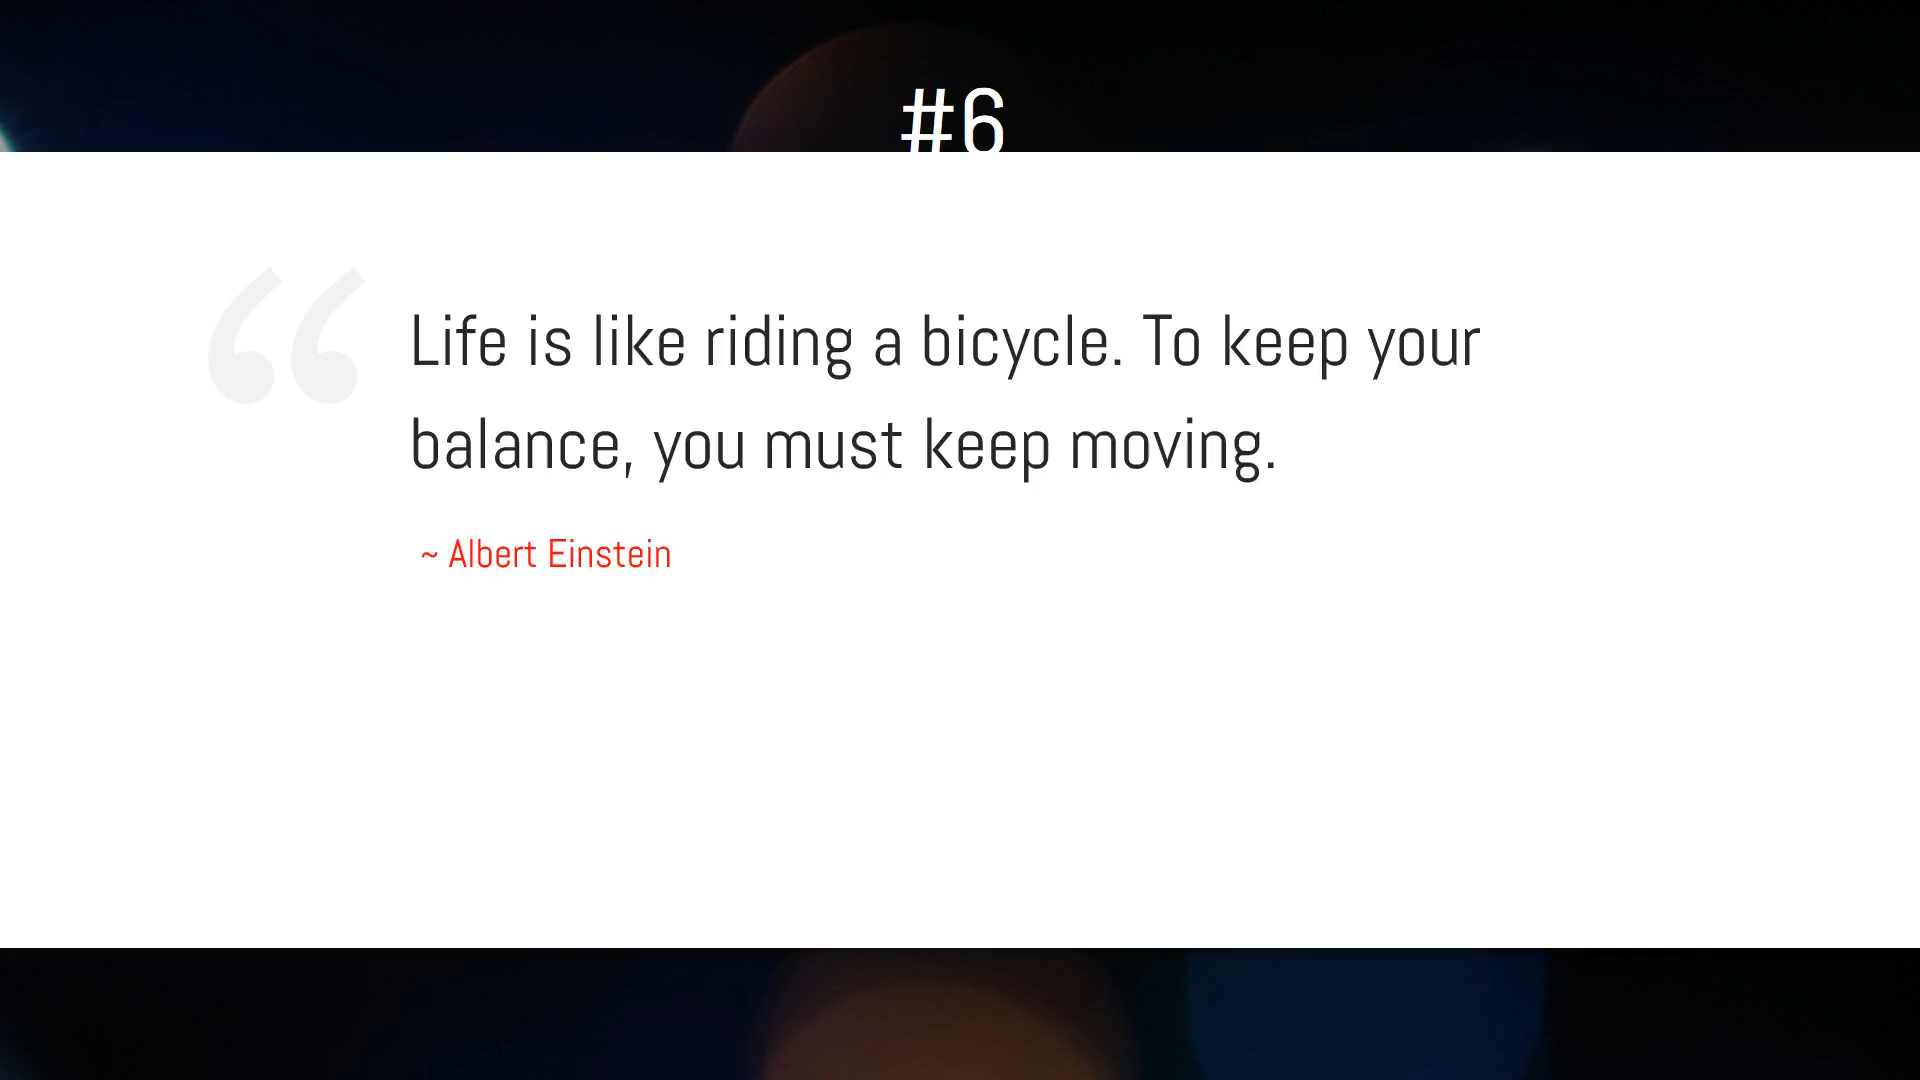 #6
“
Life is like riding a bicycle. To keep your
balance, you must keep moving.
~ Albert Einstein